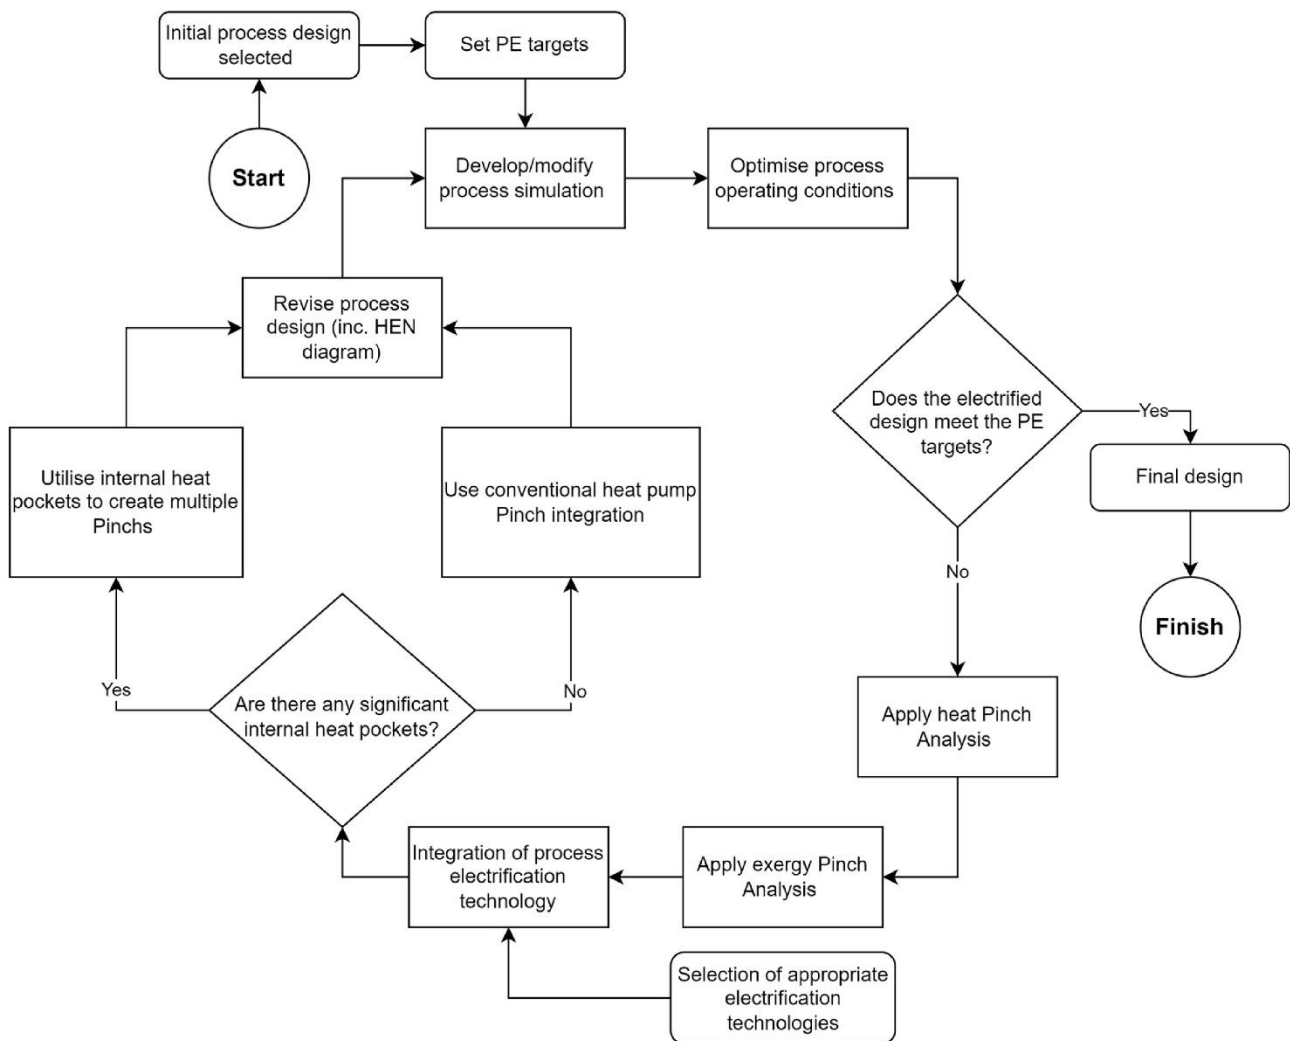 Initial process design
selected
Set PE targets
Start
Develop/modify
process simulation
Optimise process
operating conditions
Revise process
design (inc. HEN
diagram)
Does the electrified
design meet the PE
targets?
Yes
Final design
Finish
No
Utilise internal heat
pockets to create multiple
Pinchs
Use conventional heat pump
Pinch integration
Yes
No
Are there any significant
internal heat pockets?
Apply heat Pinch
Analysis
Integration of process
electrification
technology
Apply exergy Pinch
Analysis
Selection of appropriate
electrification
technologies